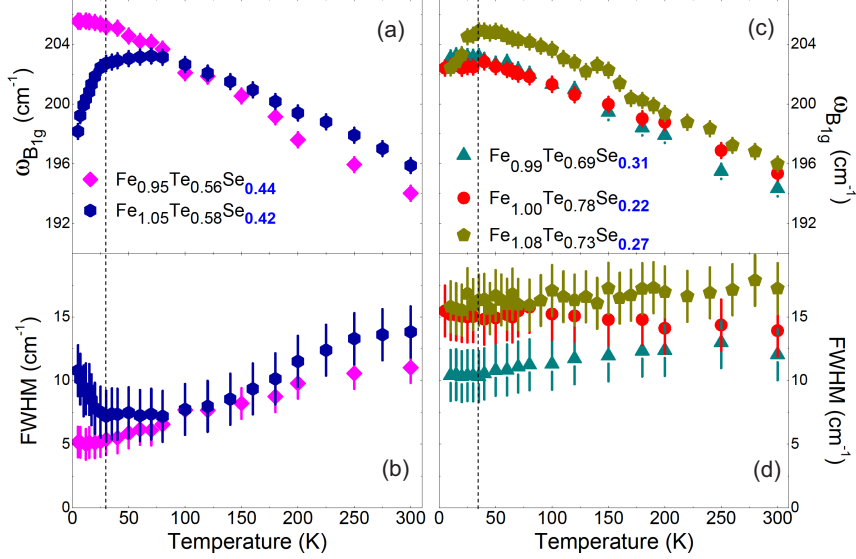 (a)
(c)
204
200
196
192
ω_B1g (cm⁻¹)
Fe0.95Te0.56Se0.44
Fe1.05Te0.58Se0.42
Fe0.99Te0.69Se0.31
Fe1.00Te0.78Se0.22
Fe1.08Te0.73Se0.27
204
200
196
192
ω_B1g (cm⁻¹)
15
10
5
0
FWHM (cm⁻¹)
(b)
(d)
15
10
5
0
FWHM (cm⁻¹)
0 50 100 150 200 250 300
0 50 100 150 200 250 300
Temperature (K)
Temperature (K)